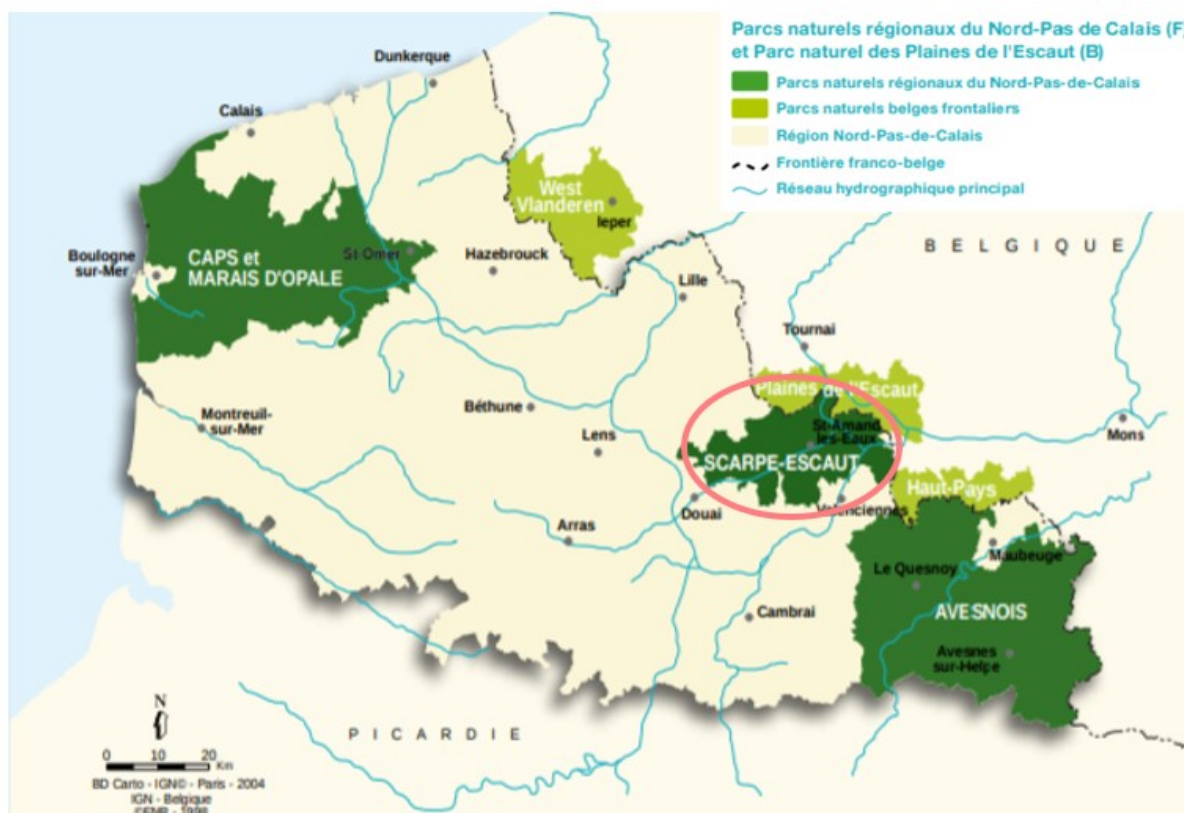 Parcs naturels régionaux du Nord-Pas de Calais (F)
et Parc naturel des Plaines de l'Escaut (B)
Parcs naturels régionaux du Nord-Pas-de-Calais
Parcs naturels belges frontaliers
Région Nord-Pas-de-Calais
Frontière franco-belge
Réseau hydrographique principal
Dunkerque
Calais
West
Vlanderen
Ieper
BELGIQUE
Boulogne
sur-Mer
CAPS et
MARAIS D'OPALE
St-Omer
Hazebrouck
Lille
Tournai
Plaines de l'Escaut
Montreuil-
sur-Mer
Béthune
Lens
St-Amand
les-Eaux
Mons
SCARPE-ESCAUT
Haut-Pays
Douai
Valenciennes
Arras
Maubeuge
Le Quesnoy
Cambrai
AVESNOIS
Avesnes
sur-Helpe
PICARDIE
N
0 10 20
Km
BD Carto - IGN© - Paris - 2004
IGN - Belgique